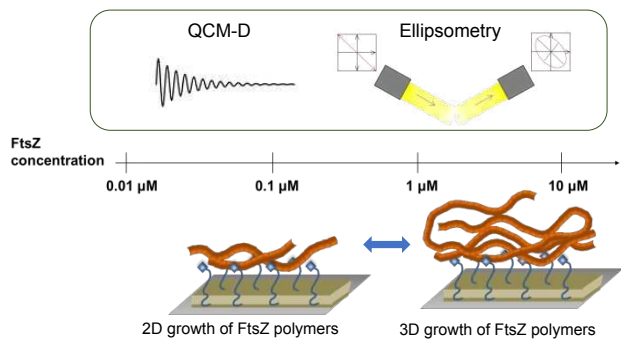 QCM-D
Ellipsometry
FtsZ
concentration
0.01 µM
0.1 µM
1 µM
10 µM
2D growth of FtsZ polymers
3D growth of FtsZ polymers